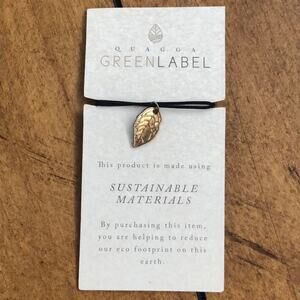 QUAGGA
GREENLABEL
This product is made using
SUSTAINABLE
MATERIALS
By purchasing this item,
you are helping to reduce
our eco footprint on this
earth.